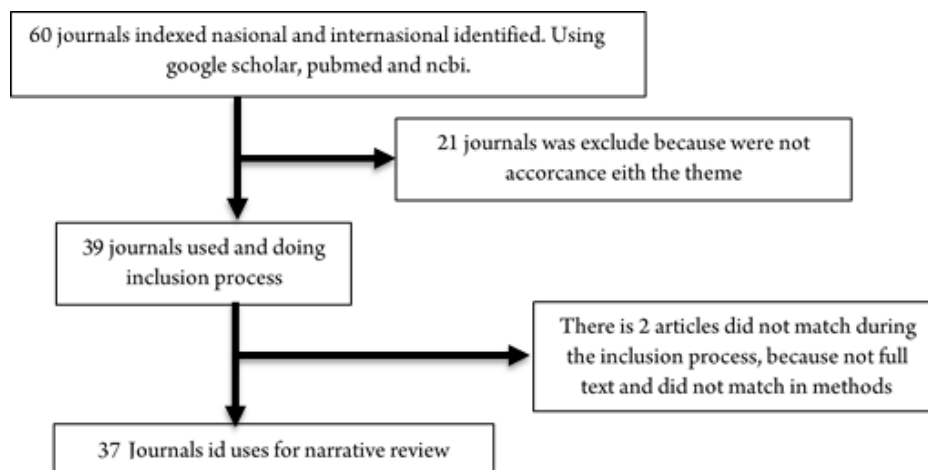 60 journals indexed nasional and internasional identified. Using
google scholar, pubmed and ncbi.
21 journals was exclude because were not
accorcance eith the theme
39 journals used and doing
inclusion process
There is 2 articles did not match during
the inclusion process, because not full
text and did not match in methods
37 Journals id uses for narrative review